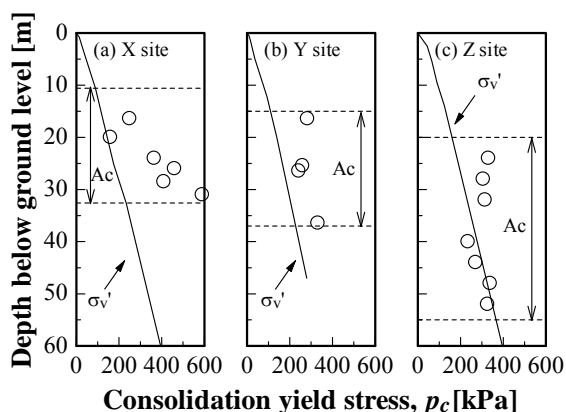 Depth below ground level [m]
0
10
20
30
40
50
60
(a) X site
Ac
σv'
0 200 400 600
(b) Y site
Ac
σv'
0 200 400 600
(c) Z site
σv'
Ac
0 200 400 600
Consolidation yield stress, pc [kPa]